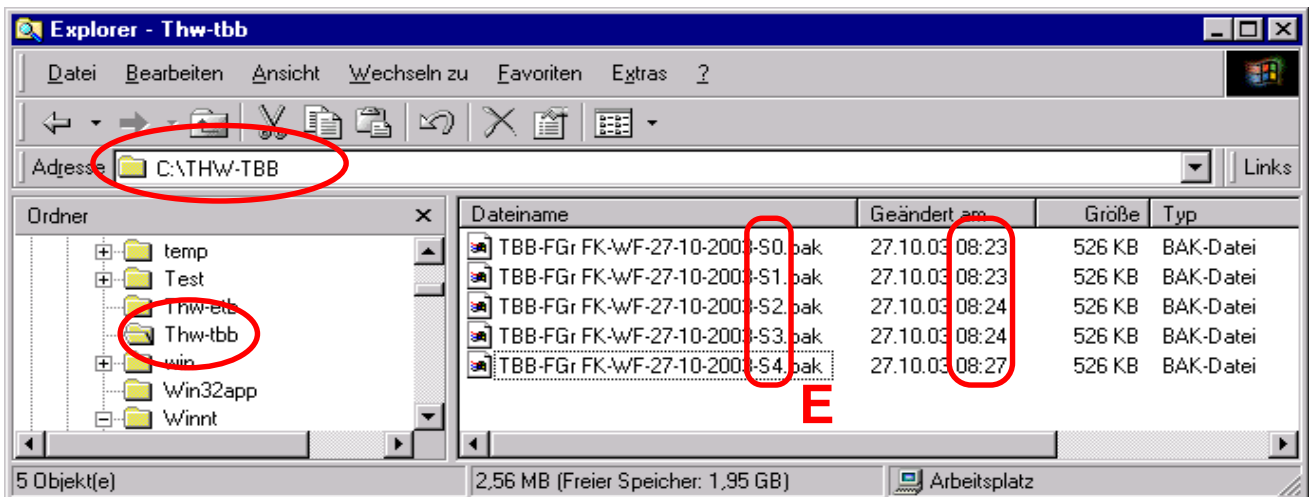 Explorer - Thw-tbb
Datei Bearbeiten Ansicht Wechseln zu Favoriten Extras ?
Adresse C:\THW-TBB Links
Ordner
temp
Test
Thw-etb
Thw-tbb
win
Win32app
Winnt
Dateiname Geändert am Größe Typ
TBB-FGr FK-WF-27-10-2003-S0.bak 27.10.03 08:23 526 KB BAK-Datei
TBB-FGr FK-WF-27-10-2003-S1.bak 27.10.03 08:23 526 KB BAK-Datei
TBB-FGr FK-WF-27-10-2003-S2.bak 27.10.03 08:24 526 KB BAK-Datei
TBB-FGr FK-WF-27-10-2003-S3.bak 27.10.03 08:24 526 KB BAK-Datei
TBB-FGr FK-WF-27-10-2003-S4.bak 27.10.03 08:27 526 KB BAK-Datei
E
5 Objekt(e) 2,56 MB (Freier Speicher: 1,95 GB) Arbeitsplatz